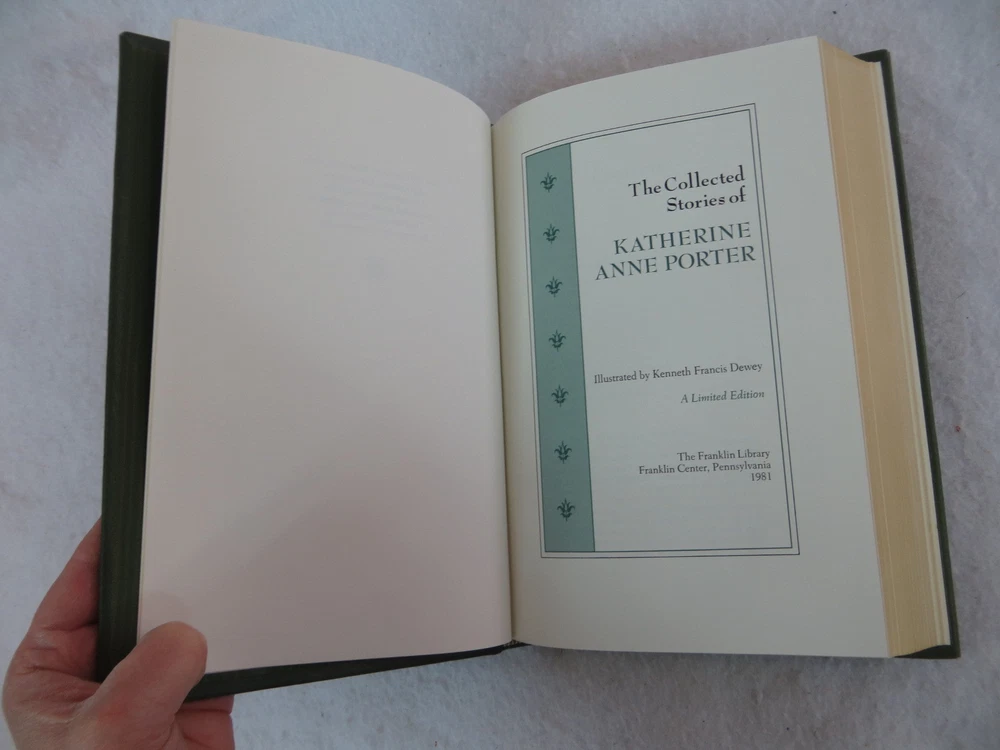 The Collected
Stories of
KATHERINE
ANNE PORTER
Illustrated by Kenneth Francis Dewey
A Limited Edition
The Franklin Library
Franklin Center, Pennsylvania
1981